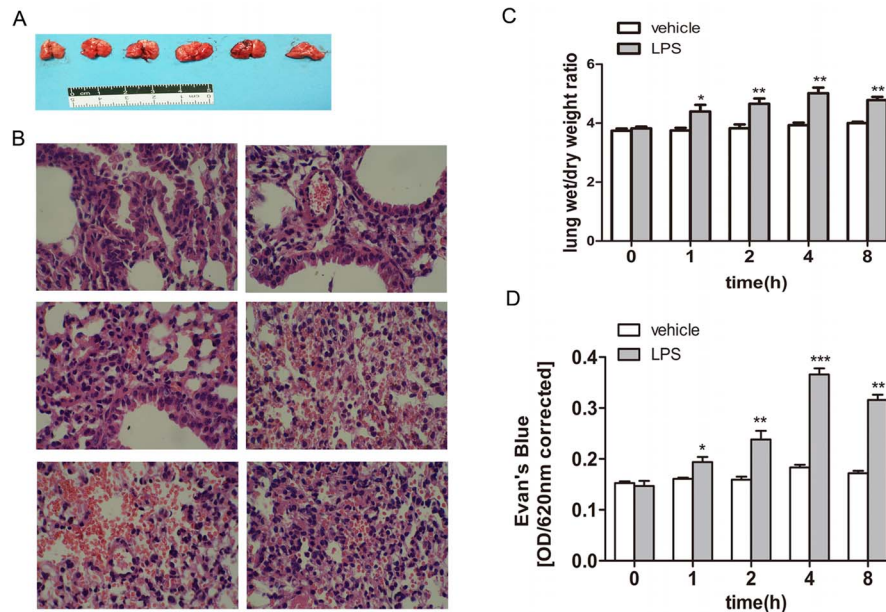 A
B
C
vehicle
LPS
lung wet/dry weight ratio
8
6
4
2
0
*
**
**
**
0 1 2 4 8
time(h)
D
vehicle
LPS
Evan's Blue
[OD/620nm corrected]
0.4
0.3
0.2
0.1
0.0
*
**
***
**
0 1 2 4 8
time(h)